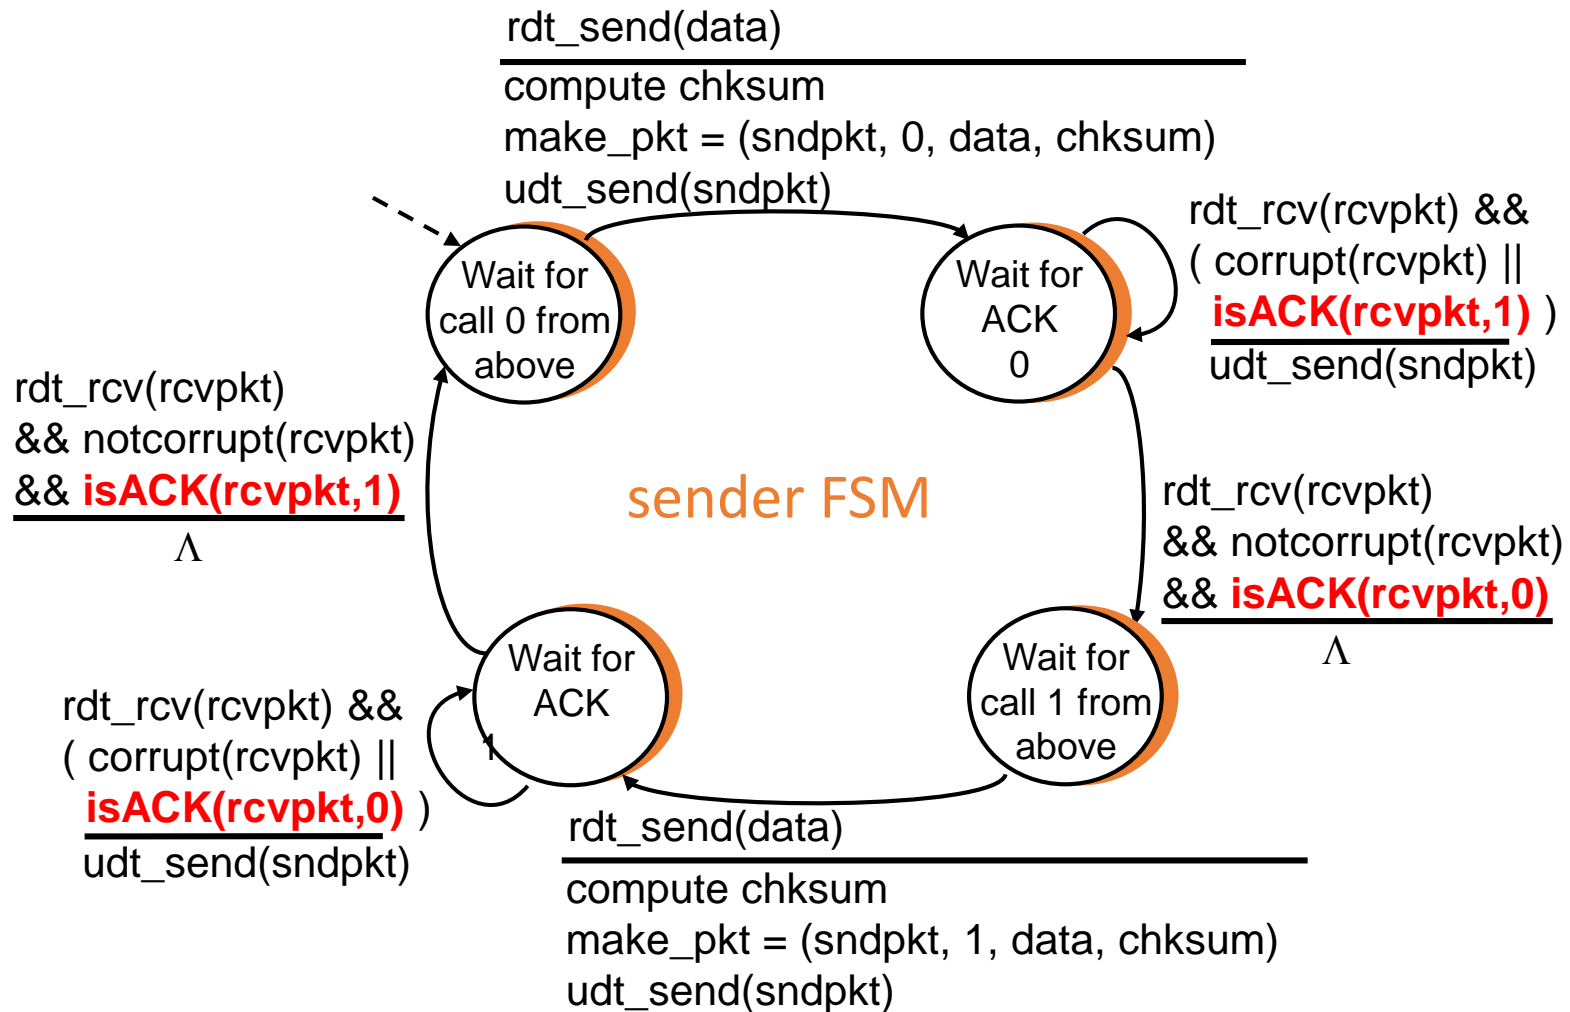 rdt_send(data)
compute chksum
make_pkt = (sndpkt, 0, data, chksum)
udt_send(sndpkt)
Wait for
call 0 from
above
Wait for
ACK
0
rdt_rcv(rcvpkt) &&
( corrupt(rcvpkt) ||
isACK(rcvpkt,1) )
udt_send(sndpkt)
rdt_rcv(rcvpkt)
&& notcorrupt(rcvpkt)
&& isACK(rcvpkt,1)
Λ
sender FSM
rdt_rcv(rcvpkt)
&& notcorrupt(rcvpkt)
&& isACK(rcvpkt,0)
Λ
Wait for
ACK
1
Wait for
call 1 from
above
rdt_rcv(rcvpkt) &&
( corrupt(rcvpkt) ||
isACK(rcvpkt,0) )
udt_send(sndpkt)
rdt_send(data)
compute chksum
make_pkt = (sndpkt, 1, data, chksum)
udt_send(sndpkt)